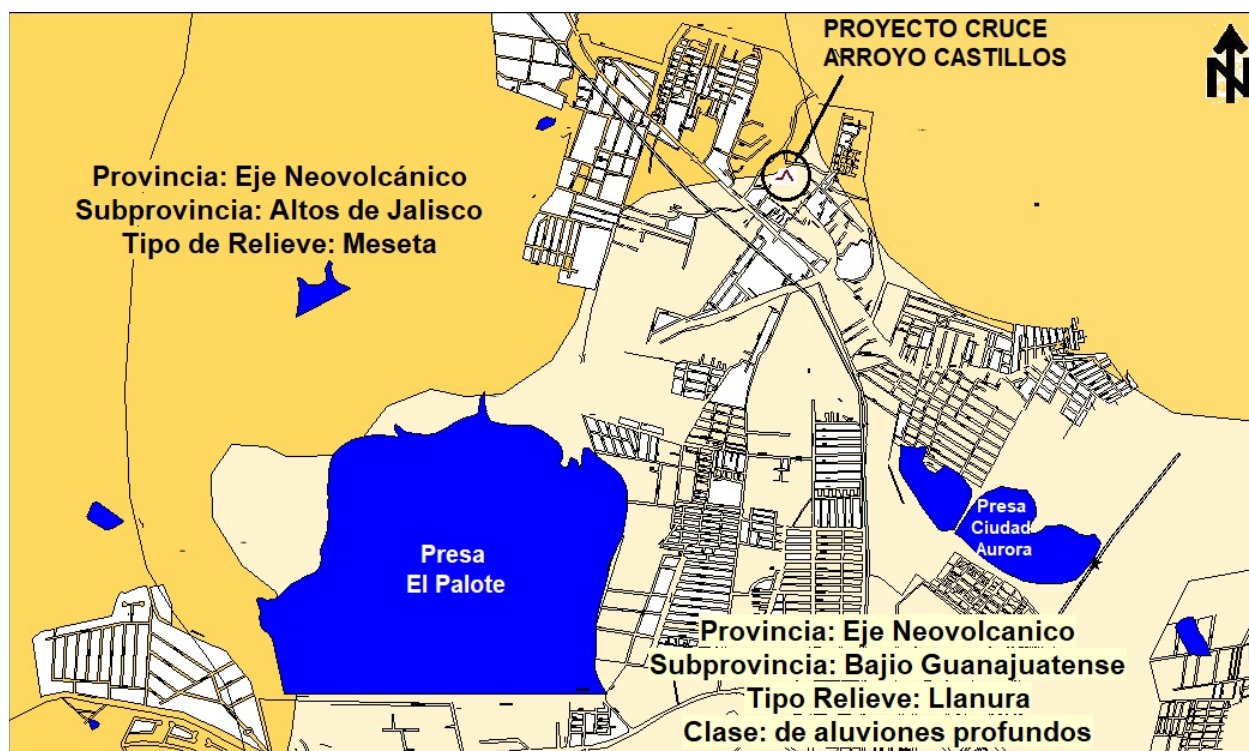 PROYECTO CRUCE
ARROYO CASTILLOS
N
Provincia: Eje Neovolcánico
Subprovincia: Altos de Jalisco
Tipo de Relieve: Meseta
Presa
El Palote
Presa
Ciudad
Aurora
Provincia: Eje Neovolcanico
Subprovincia: Bajio Guanajuatense
Tipo Relieve: Llanura
Clase: de aluviones profundos